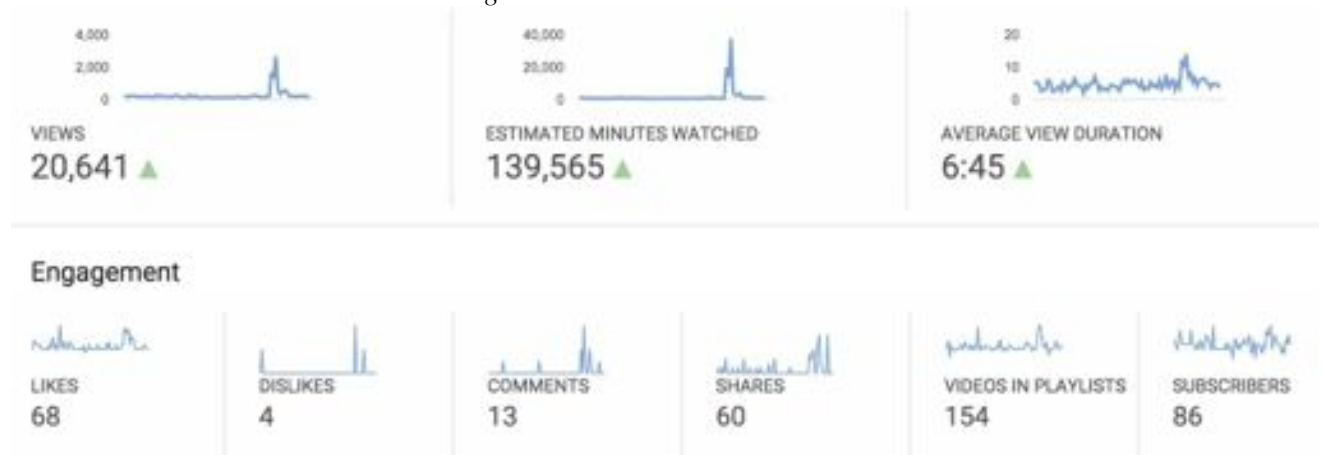 4,000
2,000
0
VIEWS
20,641
40,000
20,000
0
ESTIMATED MINUTES WATCHED
139,565
20
10
0
AVERAGE VIEW DURATION
6:45
Engagement
LIKES
68
DISLIKES
4
COMMENTS
13
SHARES
60
VIDEOS IN PLAYLISTS
154
SUBSCRIBERS
86